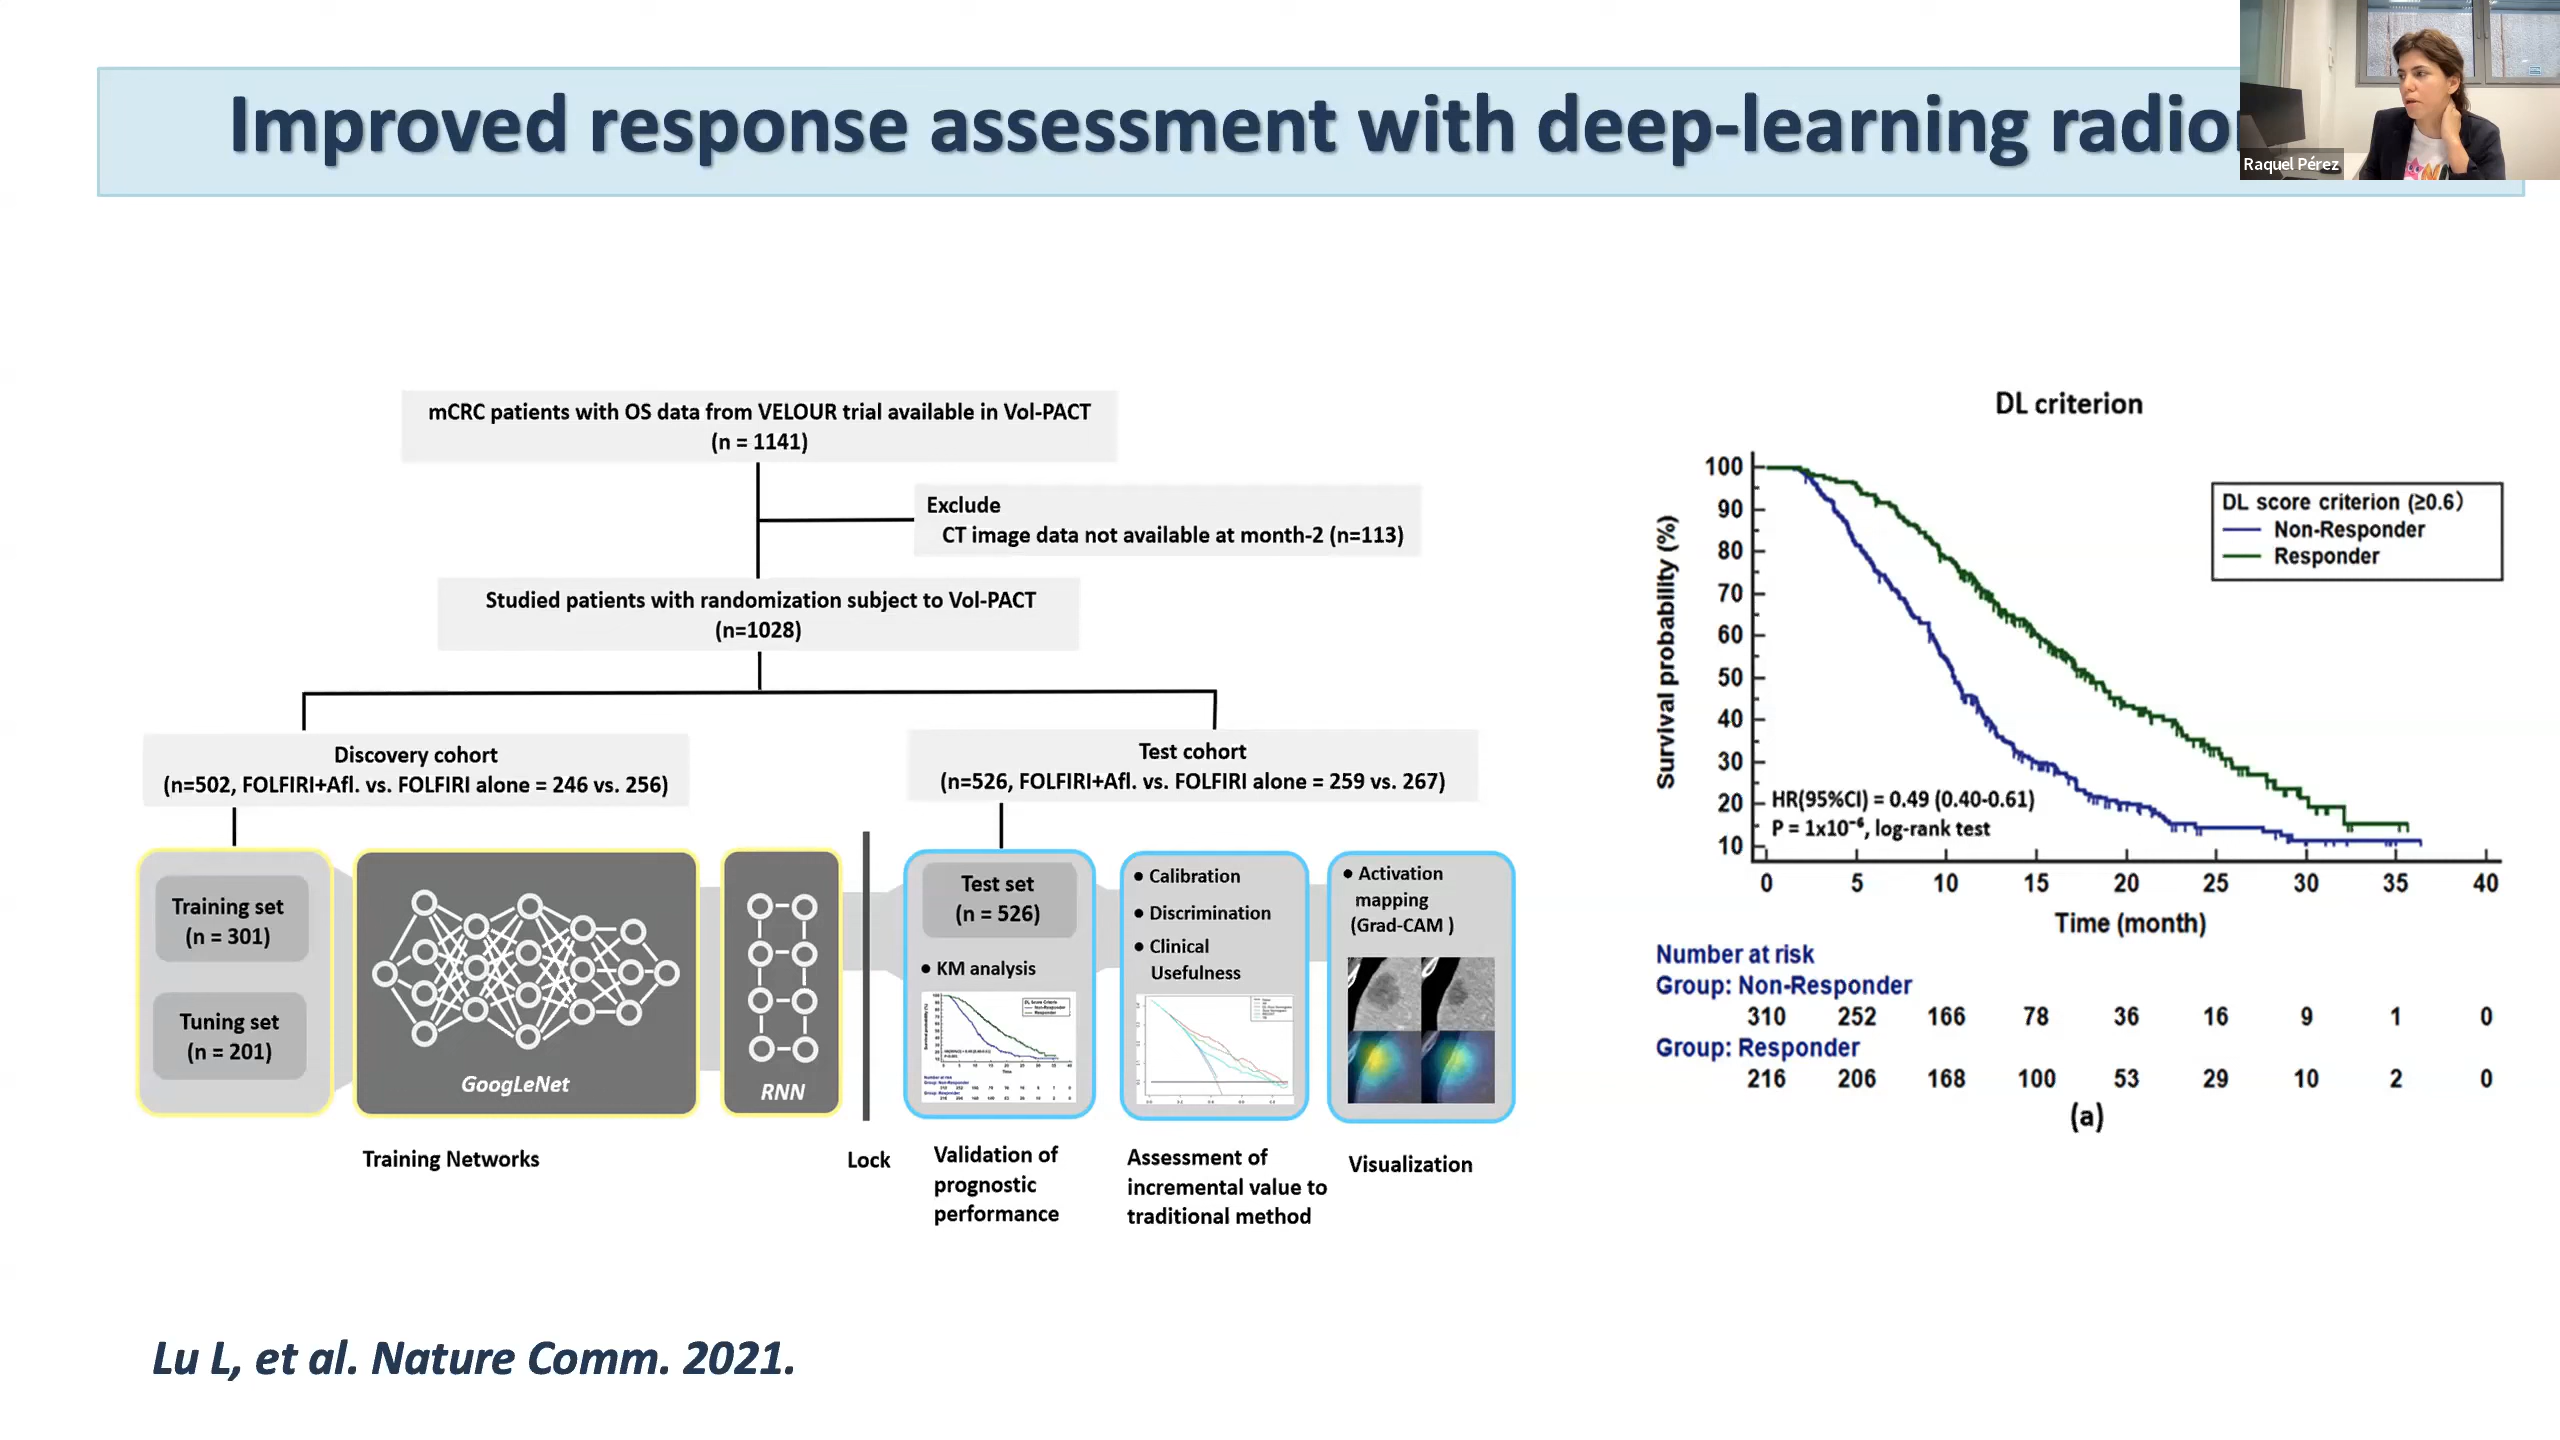 Improved response assessment with deep-learning radio
Raquel Pérez
mCRC patients with OS data from VELOUR trial available in Vol-PACT
(n = 1141)
Exclude
CT image data not available at month-2 (n=113)
Studied patients with randomization subject to Vol-PACT
(n=1028)
Discovery cohort
(n=502, FOLFIRI+Afl. vs. FOLFIRI alone = 246 vs. 256)
Test cohort
(n=526, FOLFIRI+Afl. vs. FOLFIRI alone = 259 vs. 267)
Training set
(n = 301)
Tuning set
(n = 201)
GoogLeNet
RNN
Test set
(n = 526)
• KM analysis
• Calibration
• Discrimination
• Clinical
Usefulness
• Activation
mapping
(Grad-CAM )
Training Networks
Lock
Validation of
prognostic
performance
Assessment of
incremental value to
traditional method
Visualization
DL criterion
Survival probability (%)
100
90
80
70
60
50
40
30
20
10
DL score criterion (≥0.6)
Non-Responder
Responder
HR(95%CI) = 0.49 (0.40-0.61)
P = 1x10⁻⁶, log-rank test
0 5 10 15 20 25 30 35 40
Time (month)
Number at risk
Group: Non-Responder
310 252 166 78 36 16 9 1 0
Group: Responder
216 206 168 100 53 29 10 2 0
(a)
Lu L, et al. Nature Comm. 2021.